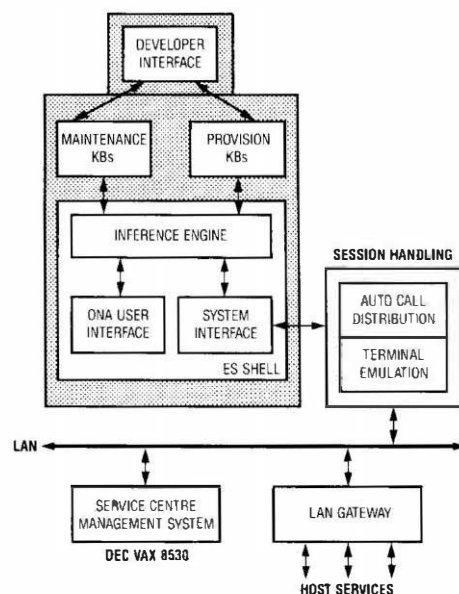 DEVELOPER
INTERFACE
MAINTENANCE
KBs
PROVISION
KBs
INFERENCE ENGINE
SESSION HANDLING
ONA USER
INTERFACE
SYSTEM
INTERFACE
AUTO CALL
DISTRIBUTION
TERMINAL
EMULATION
ES SHELL
LAN
SERVICE CENTRE
MANAGEMENT SYSTEM
LAN GATEWAY
DEC VAX 8530
HOST SERVICES